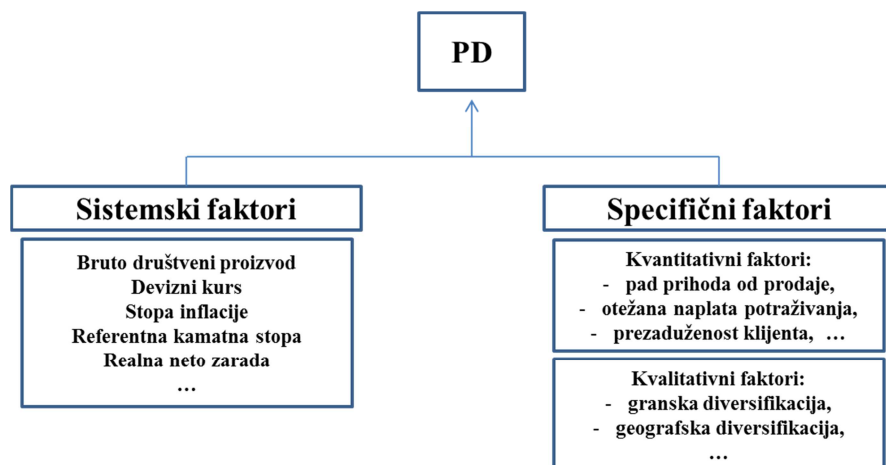 PD
Sistemski faktori
Bruto društveni proizvod
Devizni kurs
Stopa inflacije
Referentna kamatna stopa
Realna neto zarada
...
Specifični faktori
Kvantitativni faktori:
- pad prihoda od prodaje,
- otežana naplata potraživanja,
- prezaduženost klijenta, ...
Kvalitativni faktori:
- granska diversifikacija,
- geografska diversifikacija,
...